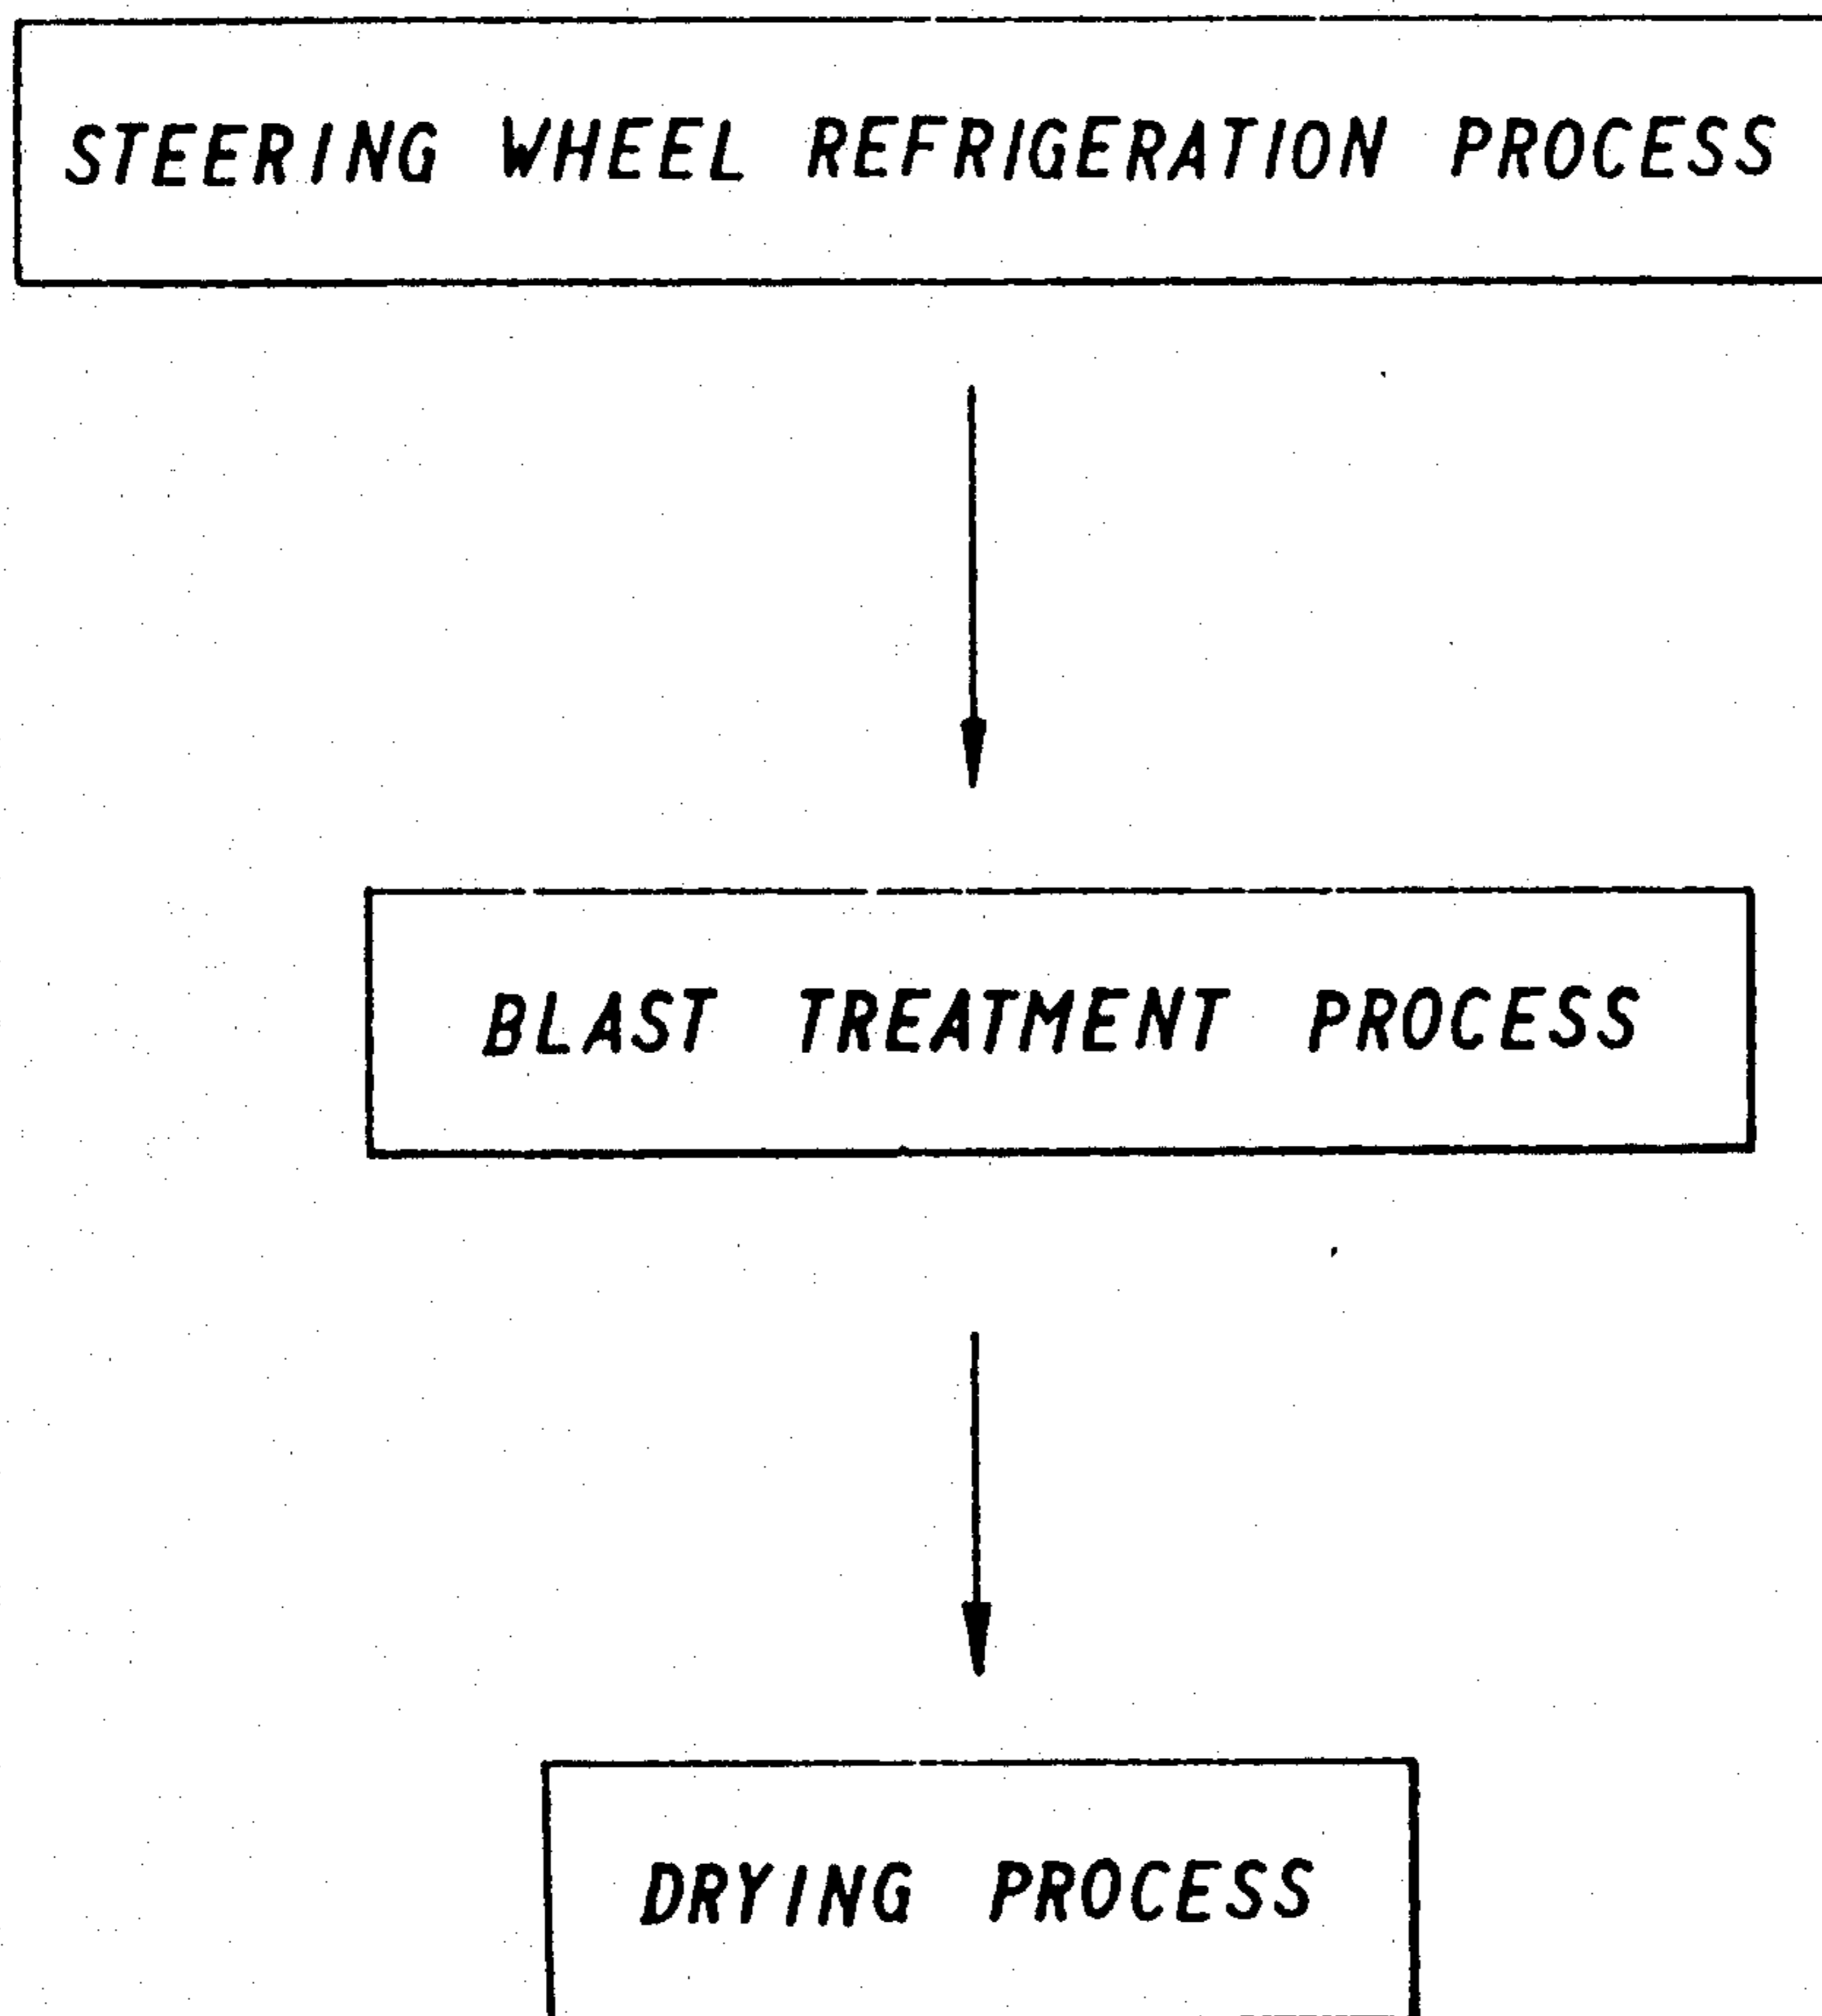 STEERING WHEEL REFRIGERATION PROCESS
BLAST TREATMENT PROCESS
DRYING PROCESS